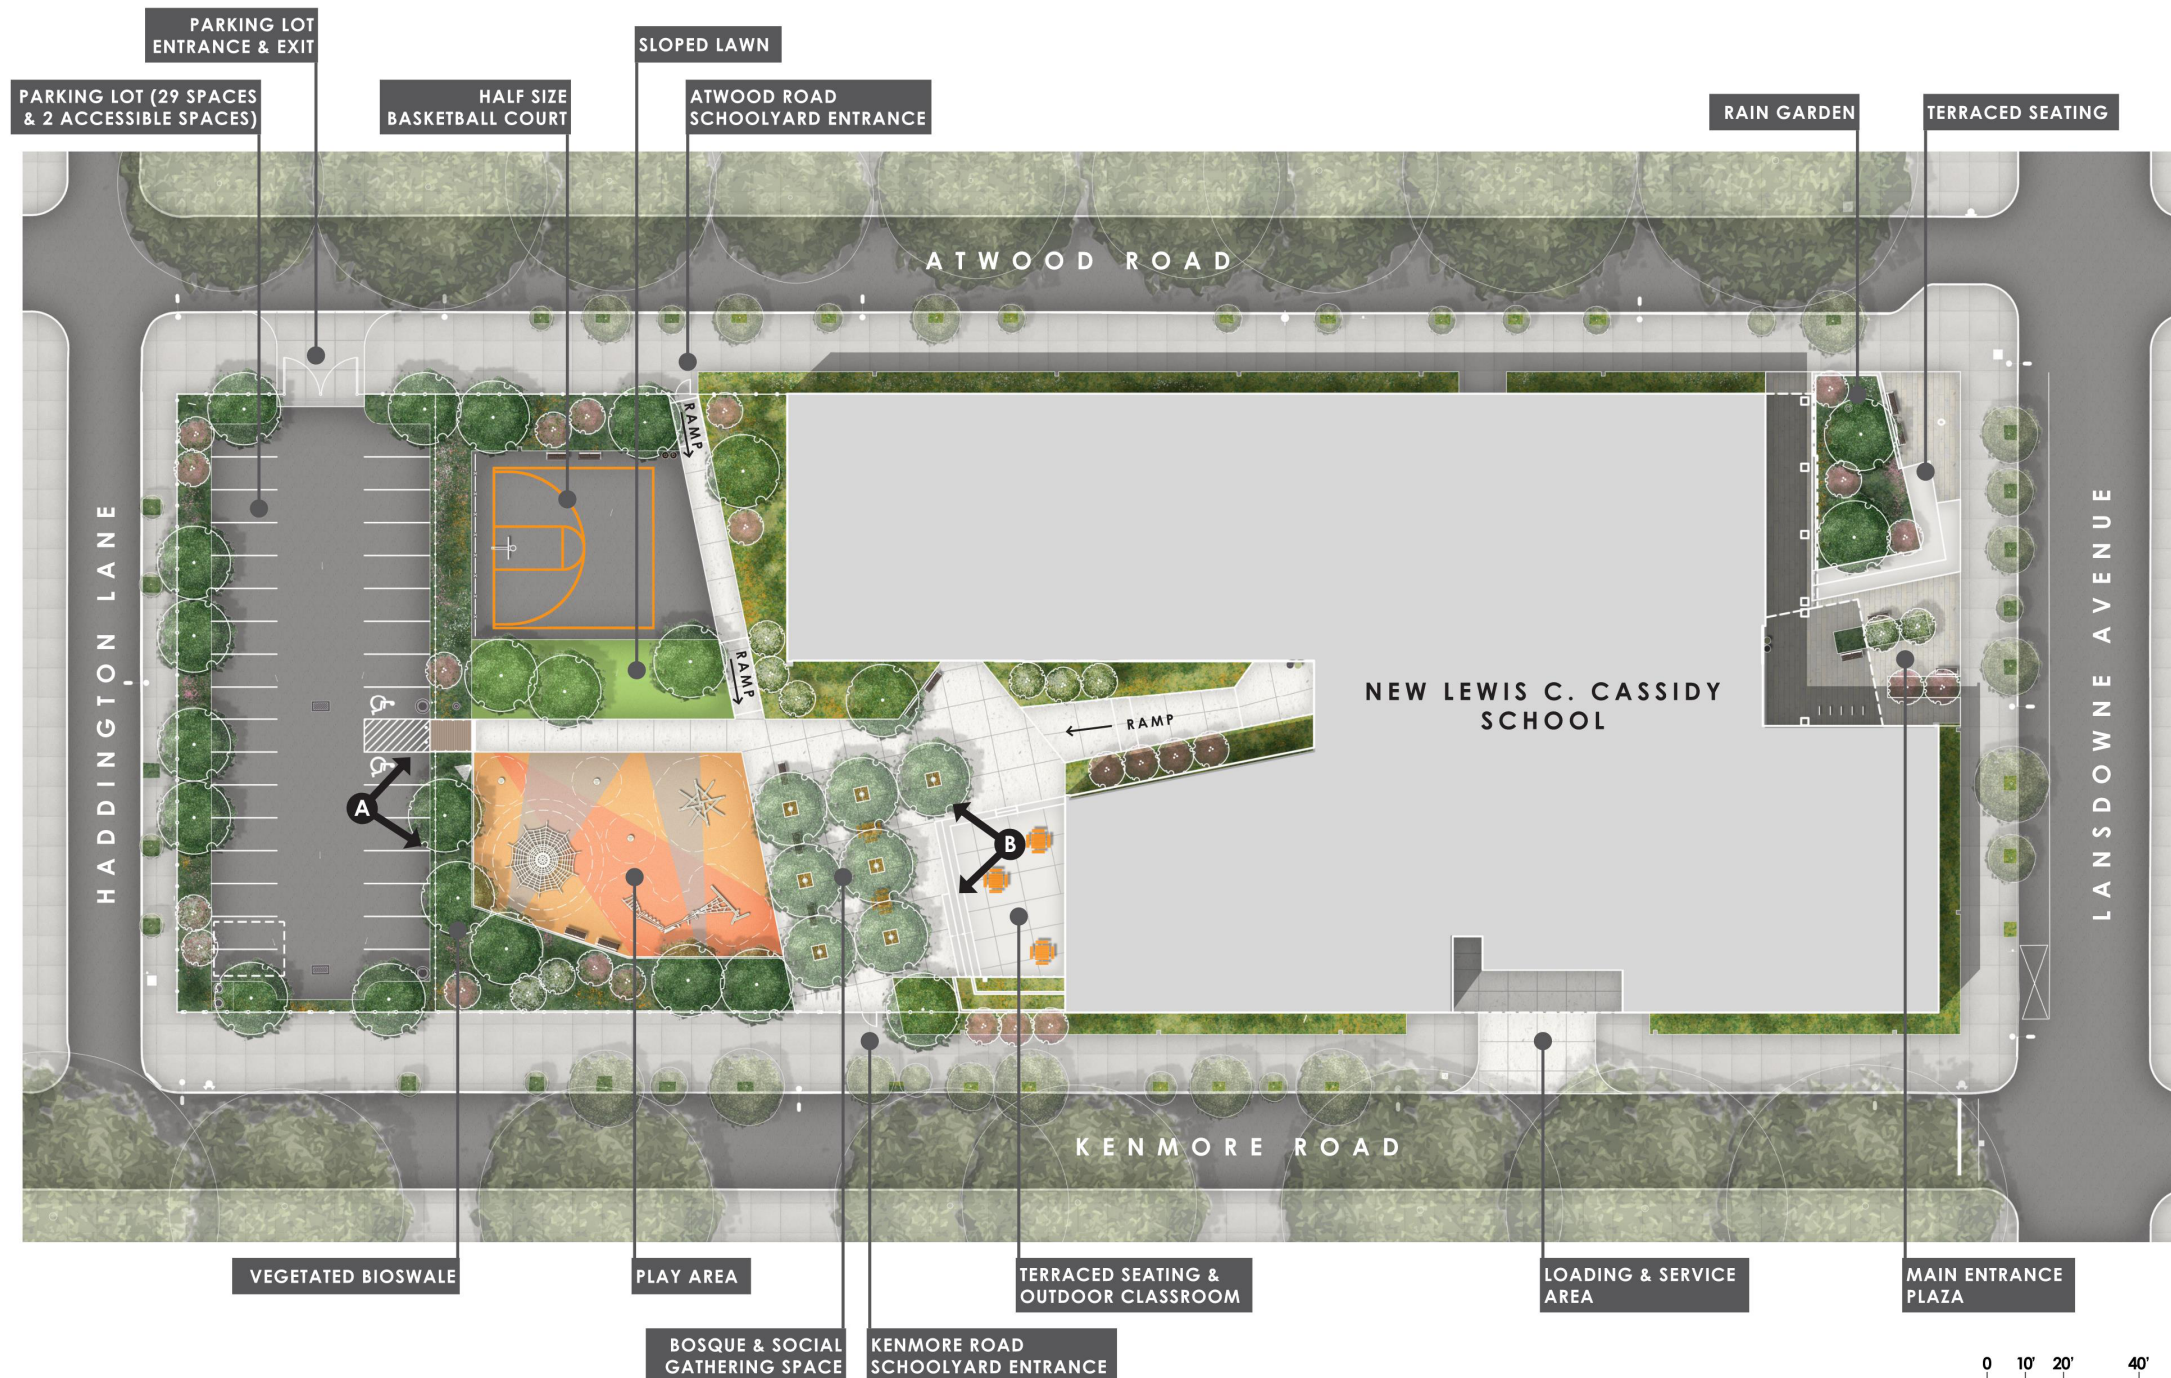 PARKING LOT
ENTRANCE & EXIT
SLOPED LAWN
PARKING LOT (29 SPACES
& 2 ACCESSIBLE SPACES)
HALF SIZE
BASKETBALL COURT
ATWOOD ROAD
SCHOOLYARD ENTRANCE
RAIN GARDEN
TERRACED SEATING
ATWOOD ROAD
RAMP
HADDINGTON LANE
LANSDOWNE AVENUE
RAMP
NEW LEWIS C. CASSIDY
SCHOOL
RAMP
A
B
KENMORE ROAD
VEGETATED BIOSWALE
PLAY AREA
TERRACED SEATING &
OUTDOOR CLASSROOM
LOADING & SERVICE
AREA
MAIN ENTRANCE
PLAZA
BOSQUE & SOCIAL
GATHERING SPACE
KENMORE ROAD
SCHOOLYARD ENTRANCE
0 10' 20' 40'